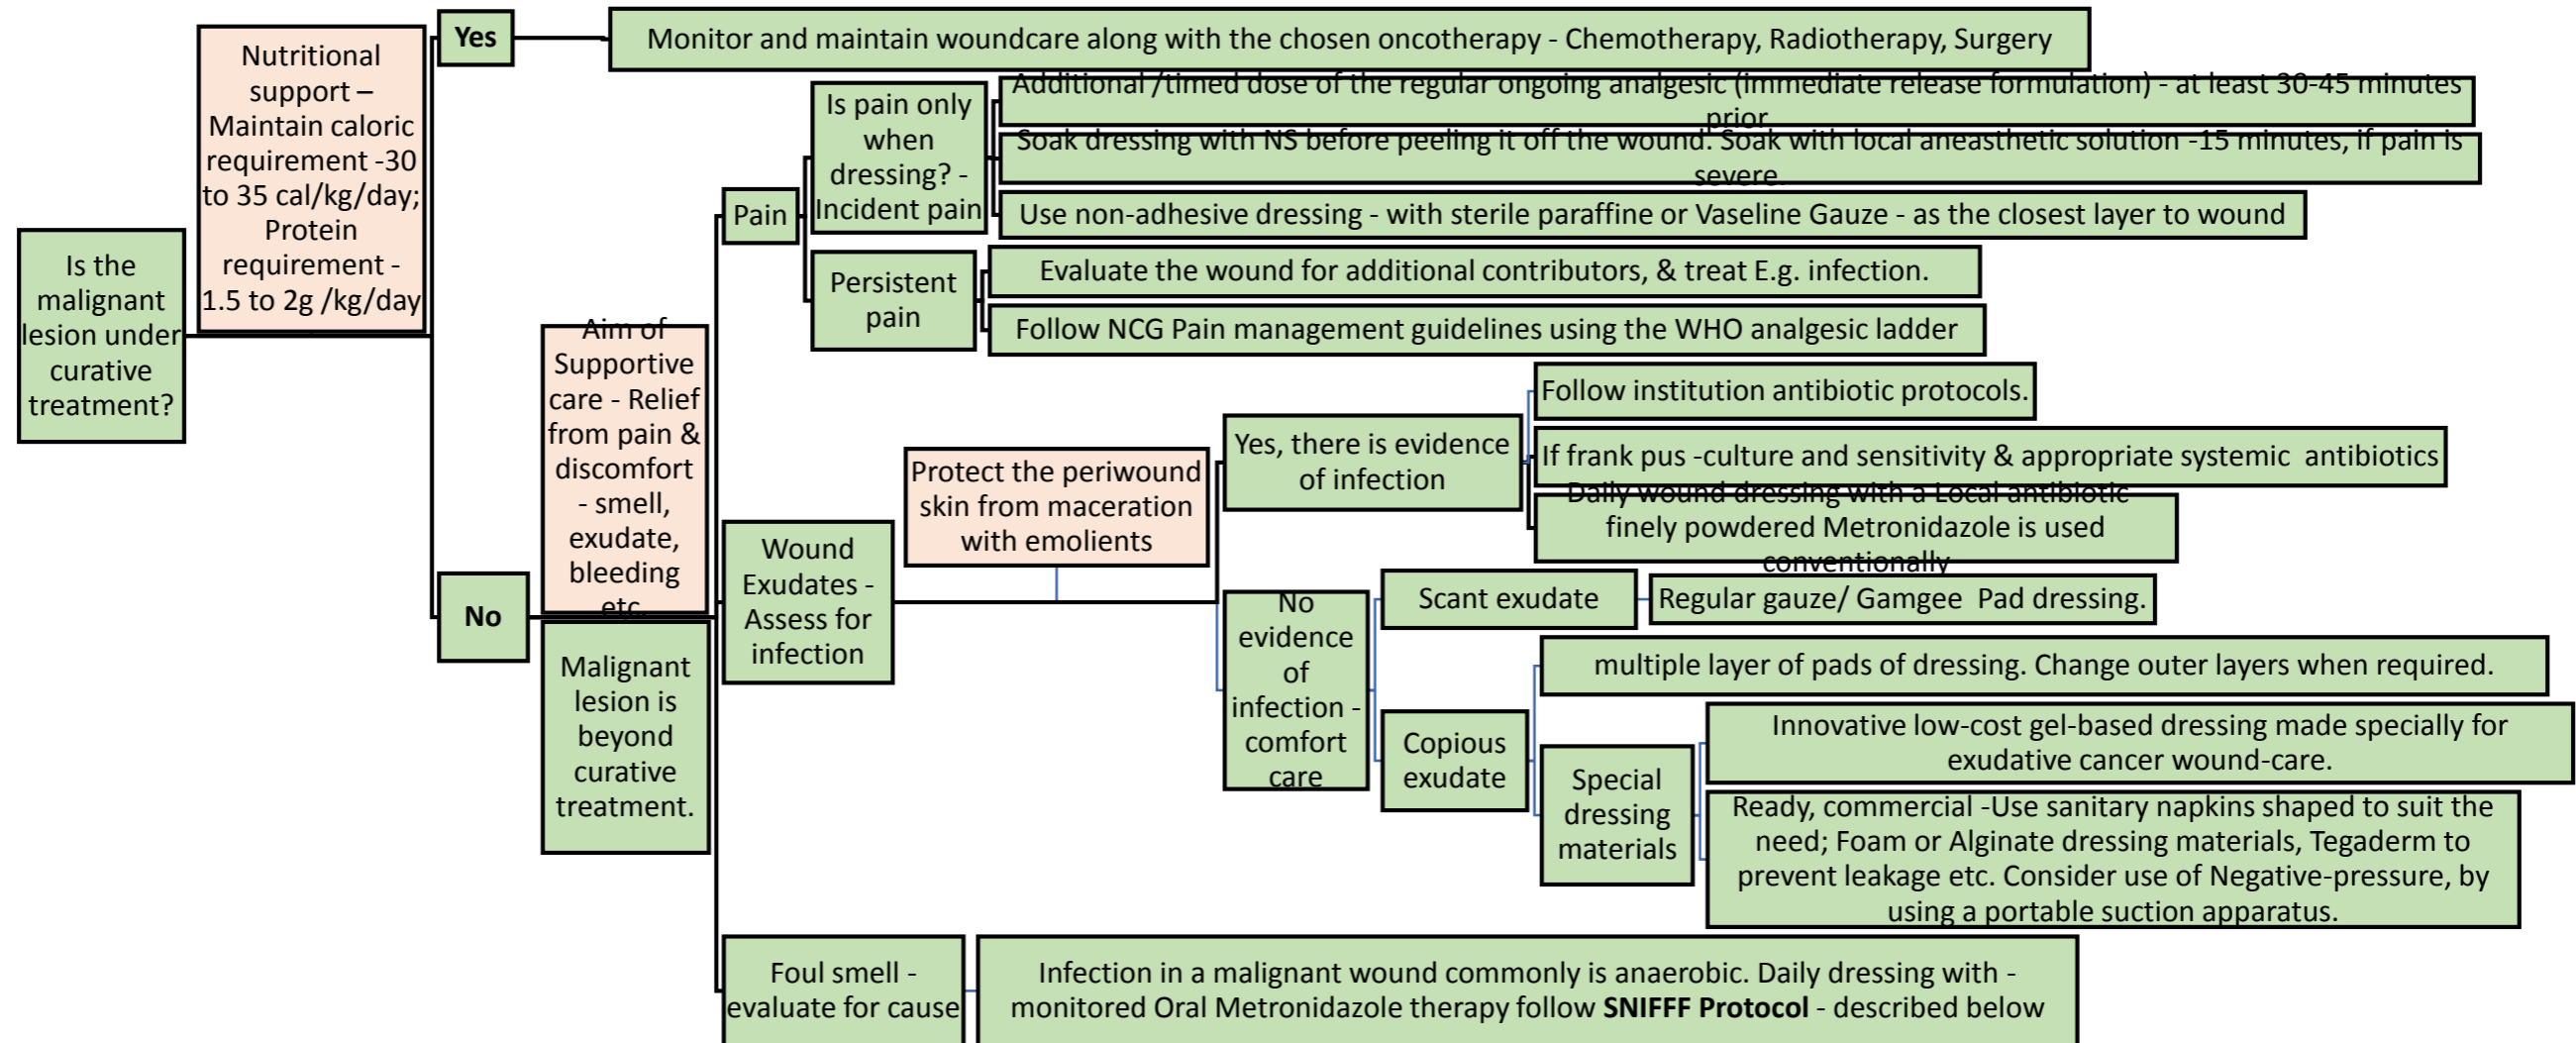 Is the
malignant
lesion under
curative
treatment?
Nutritional
support –
Maintain caloric
requirement -30
to 35 cal/kg/day;
Protein
requirement -
1.5 to 2g /kg/day
Yes
Monitor and maintain woundcare along with the chosen oncotherapy - Chemotherapy, Radiotherapy, Surgery
No
Aim of
Supportive
care - Relief
from pain &
discomfort
- smell,
exudate,
bleeding
etc.
Malignant
lesion is
beyond
curative
treatment.
Pain
Is pain only
when
dressing? -
Incident pain
Additional /timed dose of the regular ongoing analgesic (immediate release formulation) - at least 30-45 minutes
prior
Soak dressing with NS before peeling it off the wound. Soak with local aneasthetic solution -15 minutes, if pain is
severe.
Use non-adhesive dressing - with sterile paraffine or Vaseline Gauze - as the closest layer to wound
Persistent
pain
Evaluate the wound for additional contributors, & treat E.g. infection.
Follow NCG Pain management guidelines using the WHO analgesic ladder
Wound
Exudates -
Assess for
infection
Protect the periwound
skin from maceration
with emolients
Yes, there is evidence
of infection
Follow institution antibiotic protocols.
If frank pus -culture and sensitivity & appropriate systemic  antibiotics
Daily wound dressing with a Local antibiotic
finely powdered Metronidazole is used
conventionally
No
evidence
of
infection -
comfort
care
Scant exudate
Regular gauze/ Gamgee  Pad dressing.
Copious
exudate
multiple layer of pads of dressing. Change outer layers when required.
Special
dressing
materials
Innovative low-cost gel-based dressing made specially for
exudative cancer wound-care.
Ready, commercial -Use sanitary napkins shaped to suit the
need; Foam or Alginate dressing materials, Tegaderm to
prevent leakage etc. Consider use of Negative-pressure, by
using a portable suction apparatus.
Foul smell -
evaluate for cause
Infection in a malignant wound commonly is anaerobic. Daily dressing with -
monitored Oral Metronidazole therapy follow SNIFFF Protocol - described below